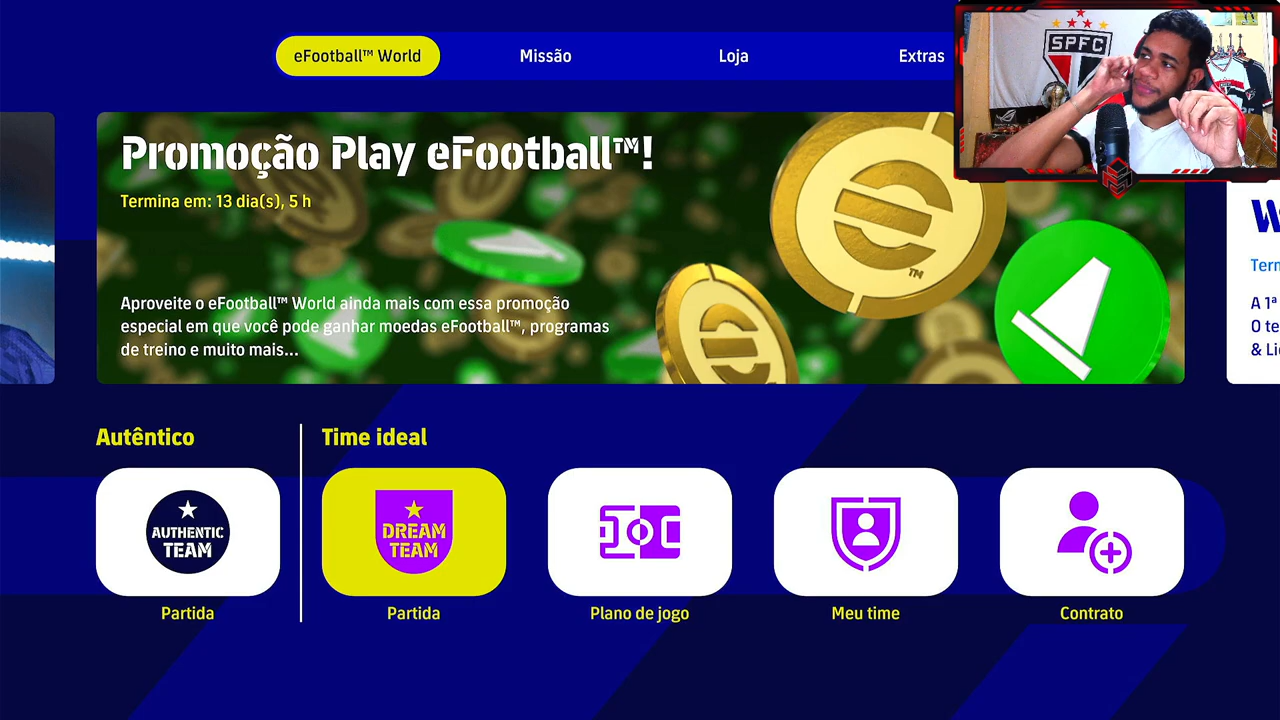 eFootball™ World
Missão
Loja
Extras
SPFC
Promoção Play eFootball™!
Termina em: 13 dia(s), 5 h
Aproveite o eFootball™ World ainda mais com essa promoção
especial em que você pode ganhar moedas eFootball™, programas
de treino e muito mais...
TM
A 1ª
Autêntico
Time ideal
AUTHENTIC
TEAM
DREAM
TEAM
Partida
Partida
Plano de jogo
Meu time
Contrato